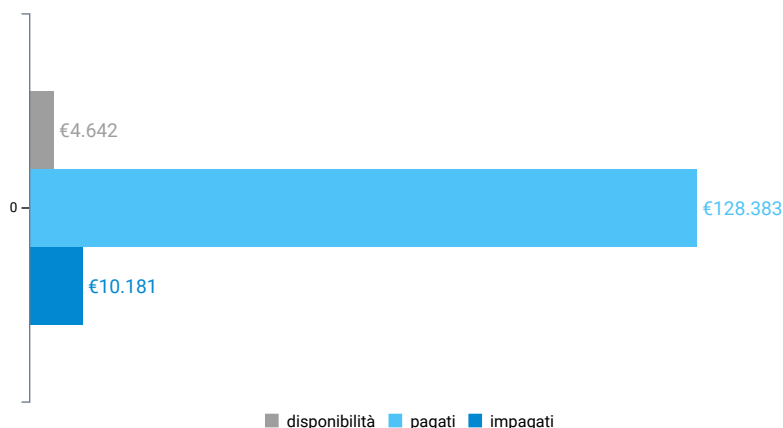 €4.642
0
€128.383
€10.181
disponibilità pagati impagati